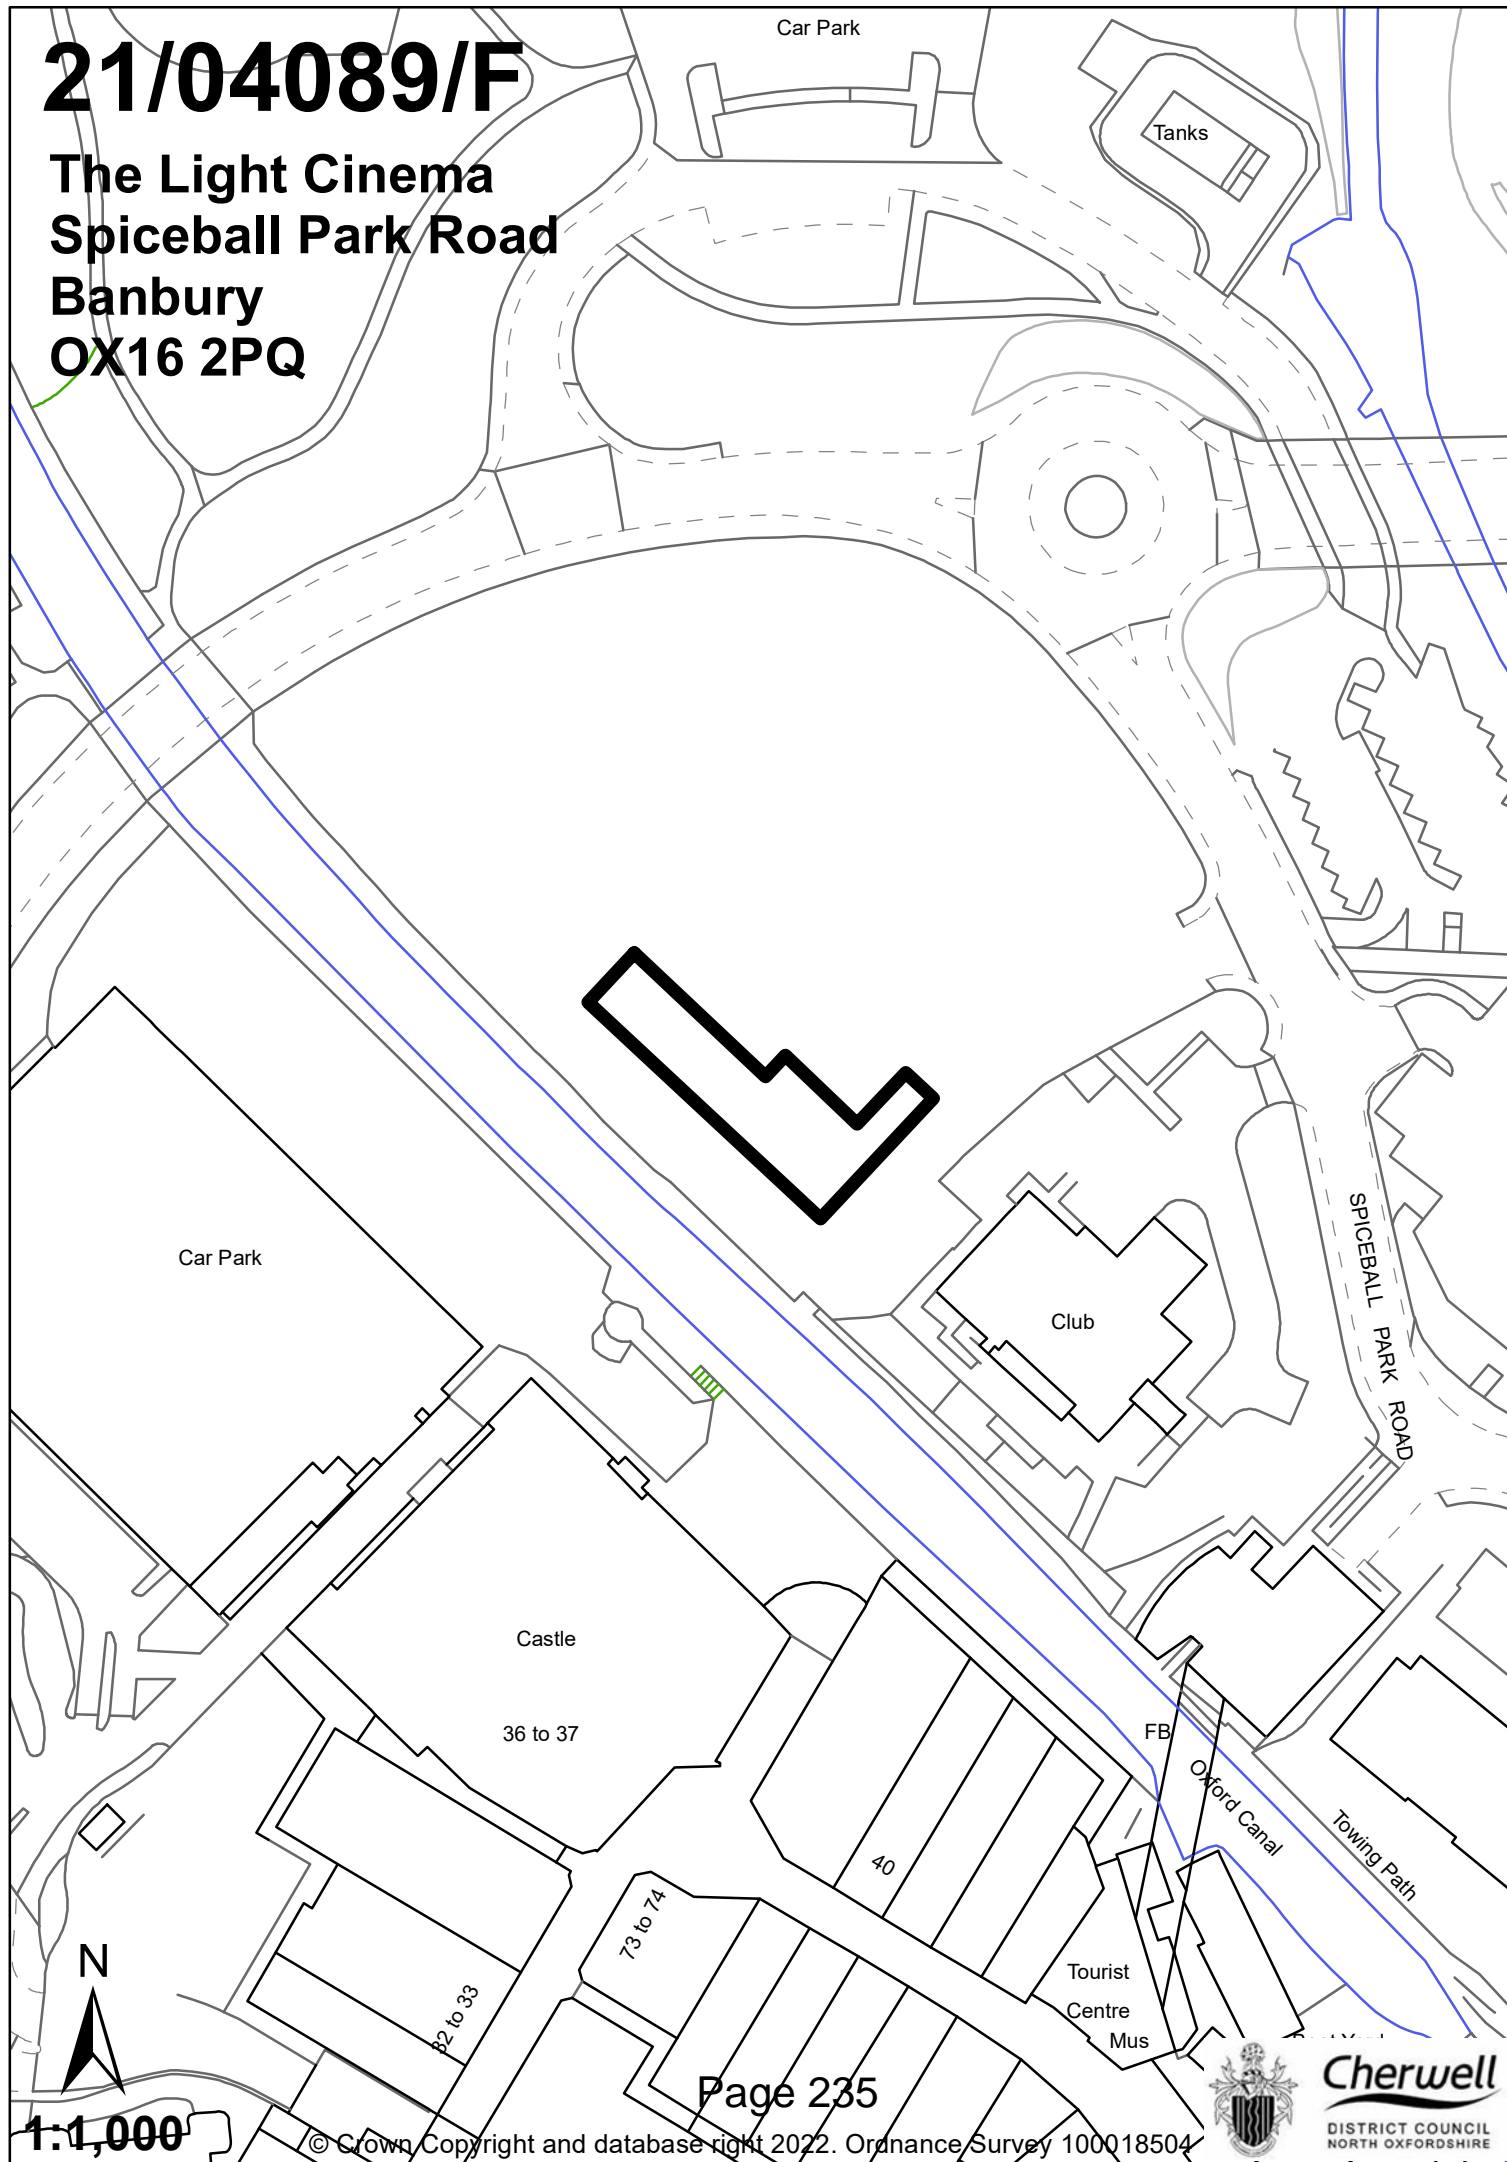 Car Park
21/04089/F
Tanks
The Light Cinema
Spiceball Park Road
Banbury
OX16 2PQ
Car Park
SPICEBALL PARK ROAD
Club
Castle
36 to 37
FB
Oxford Canal
Towing Path
40
73 to 74
32 to 33
Tourist
Centre
Mus
N
Page 235
1:1,000
© Crown Copyright and database right 2022. Ordnance Survey 100018504
Cherwell
DISTRICT COUNCIL
NORTH OXFORDSHIRE